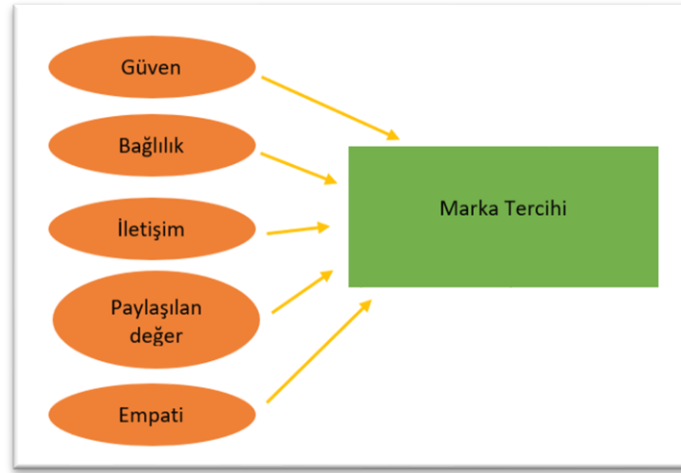 Güven
Bağlılık
İletişim
Paylaşılan
değer
Empati
Marka Tercihi